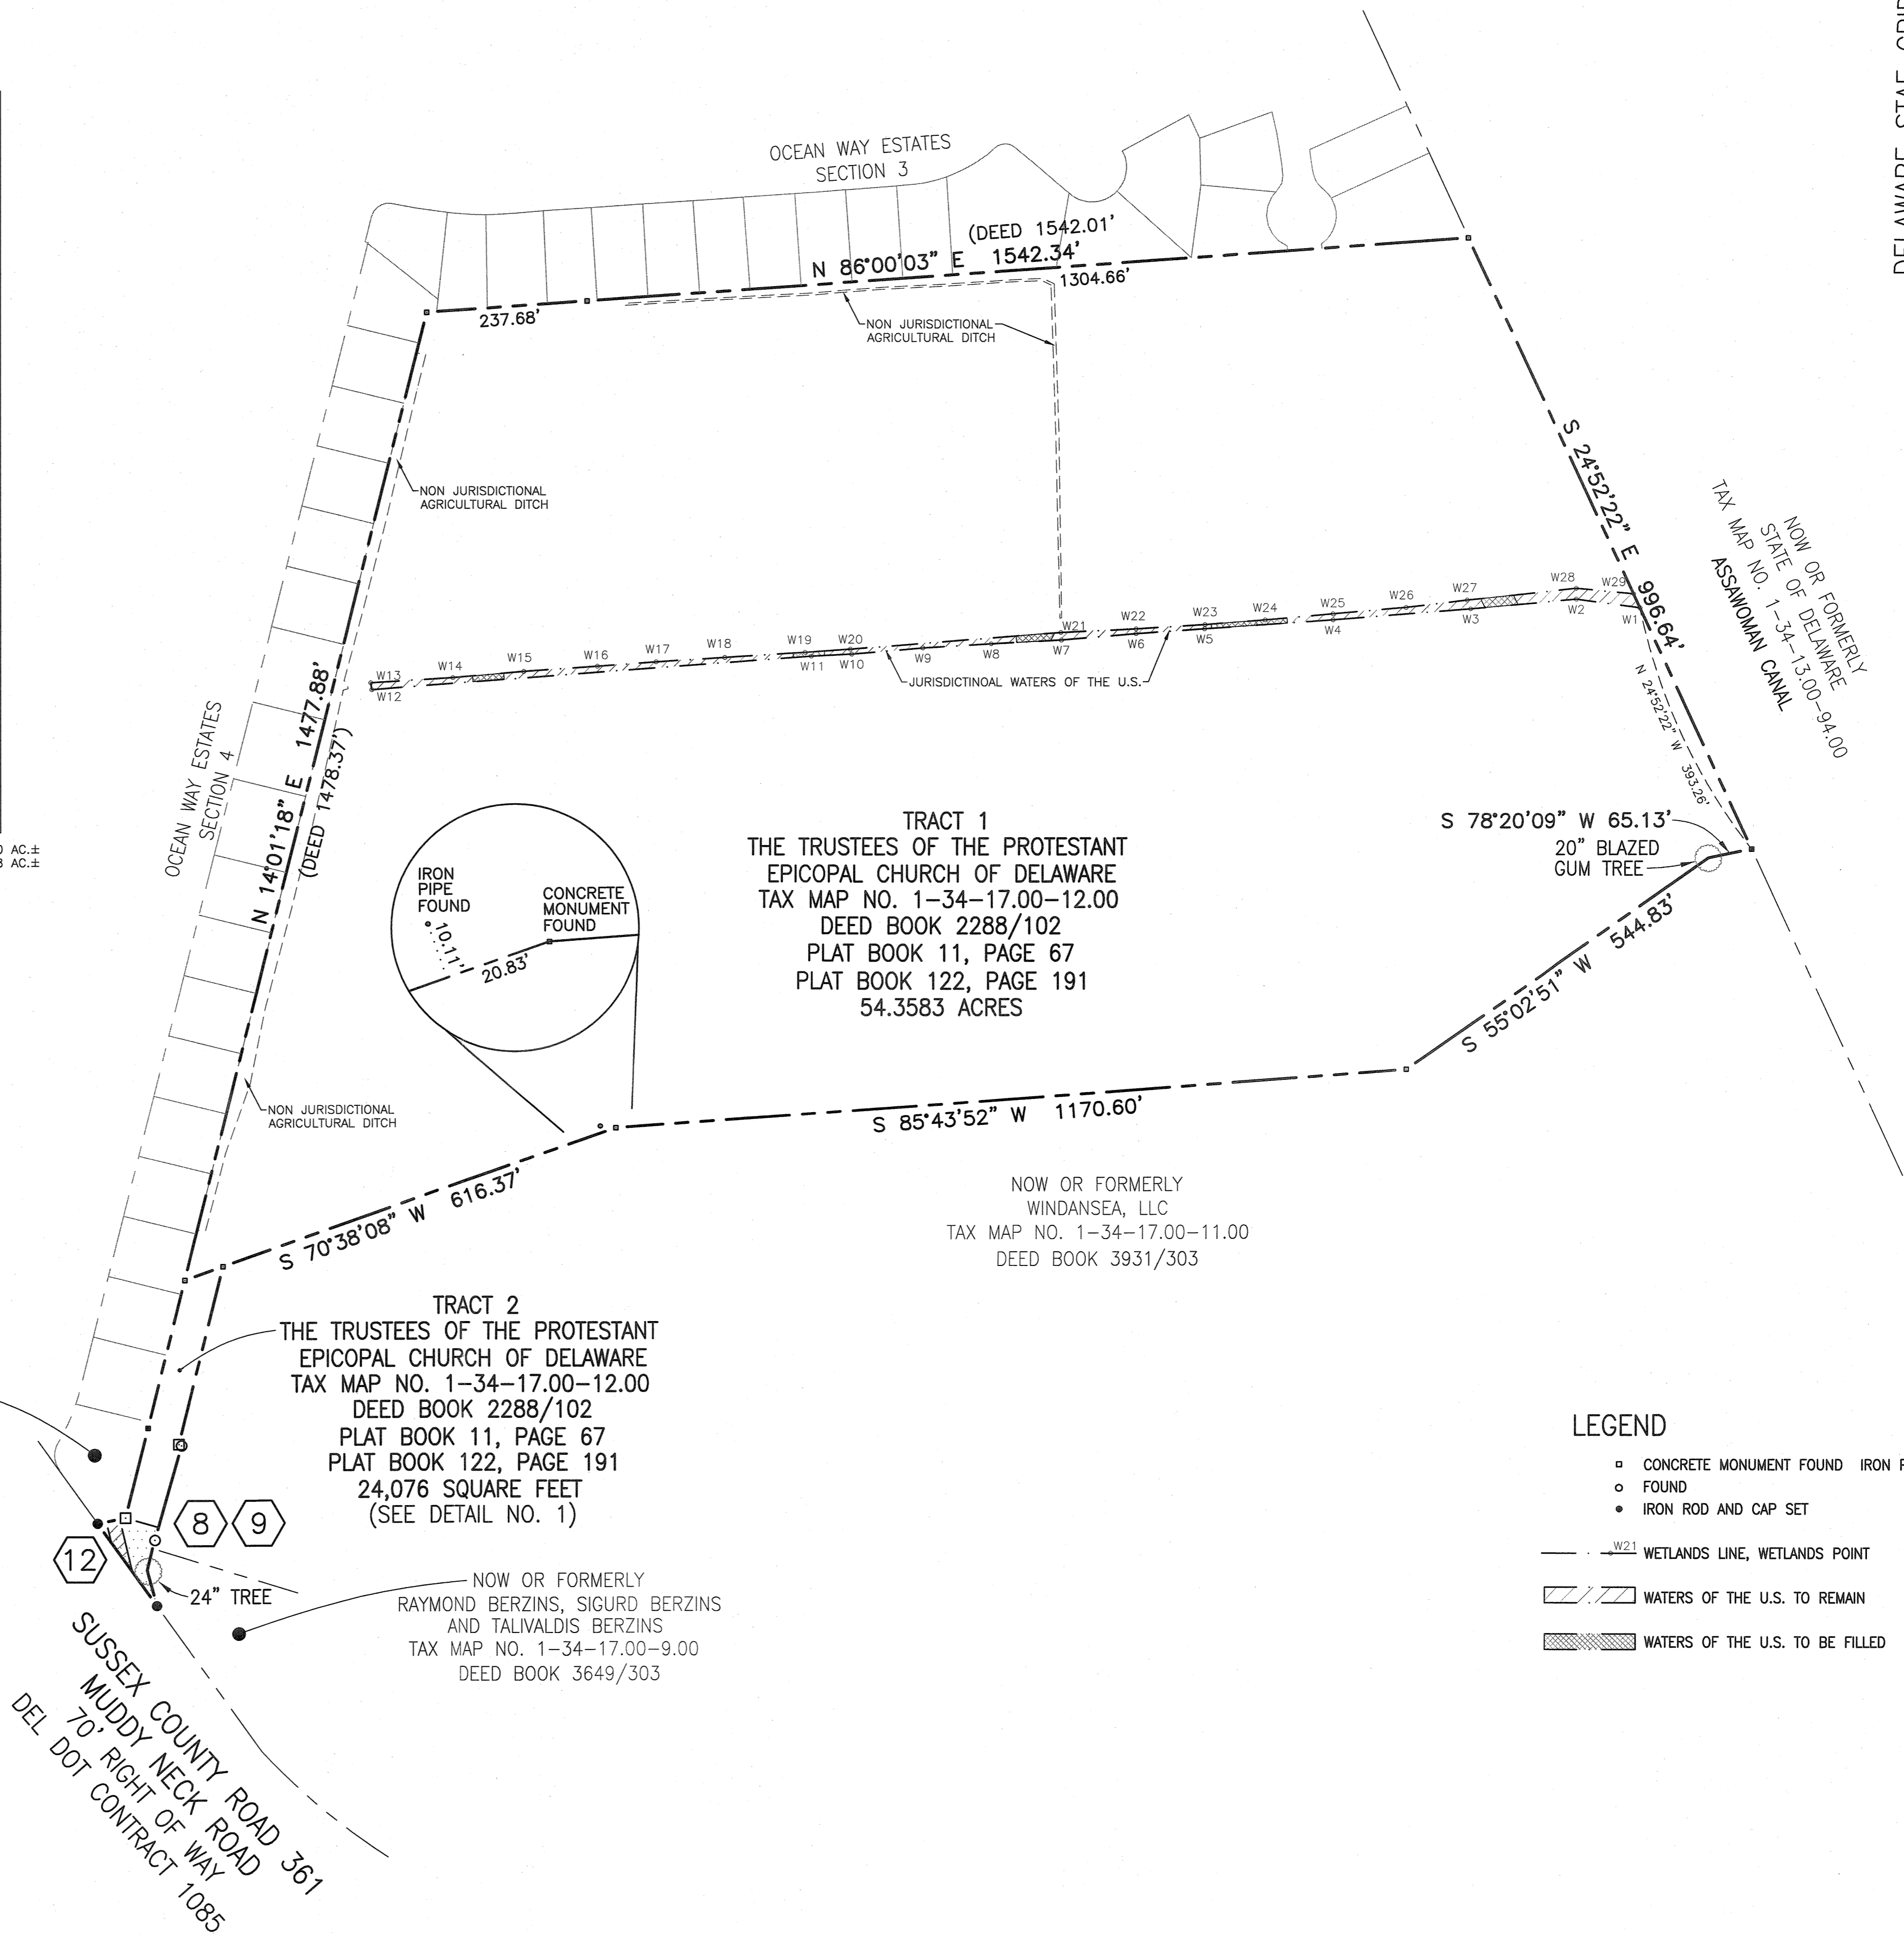 OCEAN WAY ESTATES
SECTION 3
(DEED 1542.01'
N 86°00'03" E 1542.34'
1304.66'
237.68'
NON JURISDICTIONAL
AGRICULTURAL DITCH
NON JURISDICTIONAL
AGRICULTURAL DITCH
S 24°52'22" E 996.64'
NOW OR FORMERLY
STATE OF DELAWARE
TAX MAP NO. 1-34-13.00-94.00
ASSAWOMAN CANAL
W13
W14
W15
W16
W17
W18
W19
W20
W21
W22
W23
W24
W25
W26
W27
W28
W29
W12
W11
W10
W9
W8
W7
W6
W5
W4
W3
W2
W1
JURISDICTINOAL WATERS OF THE U.S.
N 24°52'22" W 393.26'
OCEAN WAY ESTATES
SECTION 4
N 14°01'18" E 1477.88'
(DEED 1478.37')
AC.±
AC.±
IRON
PIPE
FOUND
CONCRETE
MONUMENT
FOUND
10.11'
20.83'
TRACT 1
THE TRUSTEES OF THE PROTESTANT
EPICOPAL CHURCH OF DELAWARE
TAX MAP NO. 1-34-17.00-12.00
DEED BOOK 2288/102
PLAT BOOK 11, PAGE 67
PLAT BOOK 122, PAGE 191
54.3583 ACRES
S 78°20'09" W 65.13'
20" BLAZED
GUM TREE
S 55°02'51" W 544.83'
S 85°43'52" W 1170.60'
NON JURISDICTIONAL
AGRICULTURAL DITCH
S 70°38'08" W 616.37'
NOW OR FORMERLY
WINDANSEA, LLC
TAX MAP NO. 1-34-17.00-11.00
DEED BOOK 3931/303
TRACT 2
THE TRUSTEES OF THE PROTESTANT
EPICOPAL CHURCH OF DELAWARE
TAX MAP NO. 1-34-17.00-12.00
DEED BOOK 2288/102
PLAT BOOK 11, PAGE 67
PLAT BOOK 122, PAGE 191
24,076 SQUARE FEET
(SEE DETAIL NO. 1)
8 9
12
24" TREE
NOW OR FORMERLY
RAYMOND BERZINS, SIGURD BERZINS
AND TALIVALDIS BERZINS
TAX MAP NO. 1-34-17.00-9.00
DEED BOOK 3649/303
SUSSEX COUNTY ROAD 361
MUDDY NECK ROAD
70' RIGHT OF WAY
DEL DOT CONTRACT 1085
LEGEND
CONCRETE MONUMENT FOUND IRON
FOUND
IRON ROD AND CAP SET
W21 WETLANDS LINE, WETLANDS POINT
WATERS OF THE U.S. TO REMAIN
WATERS OF THE U.S. TO BE FILLED